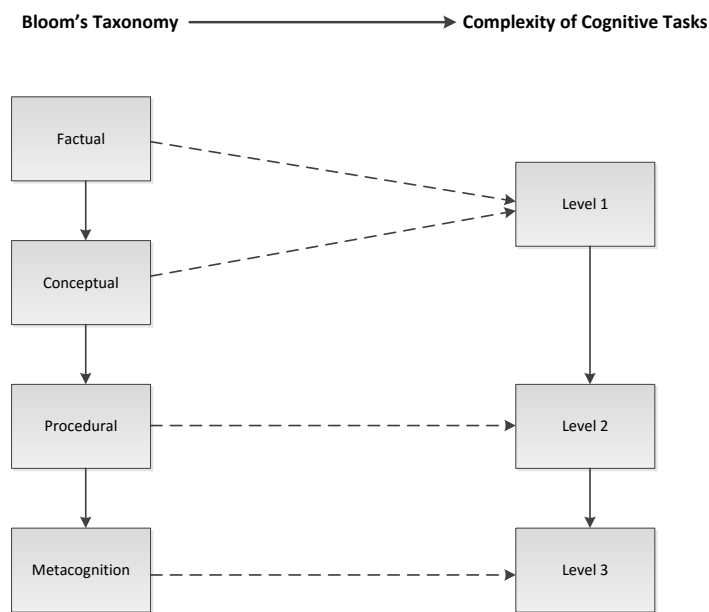 Bloom’s Taxonomy
Complexity of Cognitive Tasks
Factual
Level 1
Conceptual
Procedural
Level 2
Metacognition
Level 3